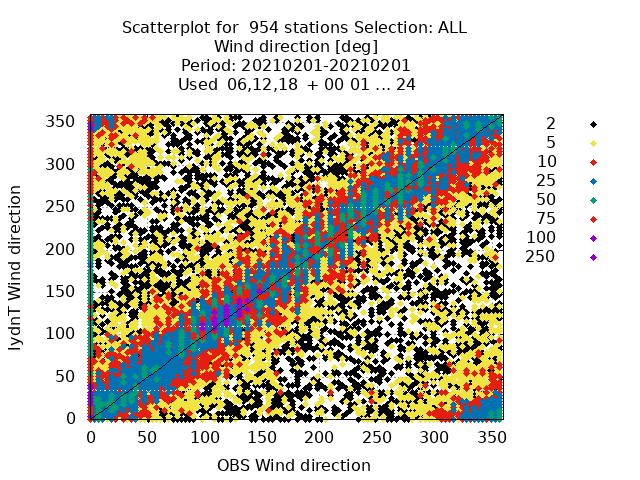 Scatterplot for 954 stations Selection: ALL
Wind direction [deg]
Period: 20210201-20210201
Used 06,12,18 + 00 01 ... 24
IydnT Wind direction
350
300
250
200
150
100
50
0
0 50 100 150 200 250 300 350
OBS Wind direction
2
5
10
25
50
75
100
250